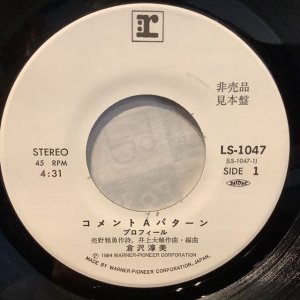 r
非売品
見本盤
STEREO
45 RPM
4:31
LS-1047
(LS-1047-1)
SIDE 1
コメントAパターン
プロフィール
売野雅勇作詩、井上大輔作曲・編曲
倉沢淳美
Ⓟ 1984 WARNER-PIONEER CORPORATION
MADE BY WARNER-PIONEER CORPORATION, JAPAN.